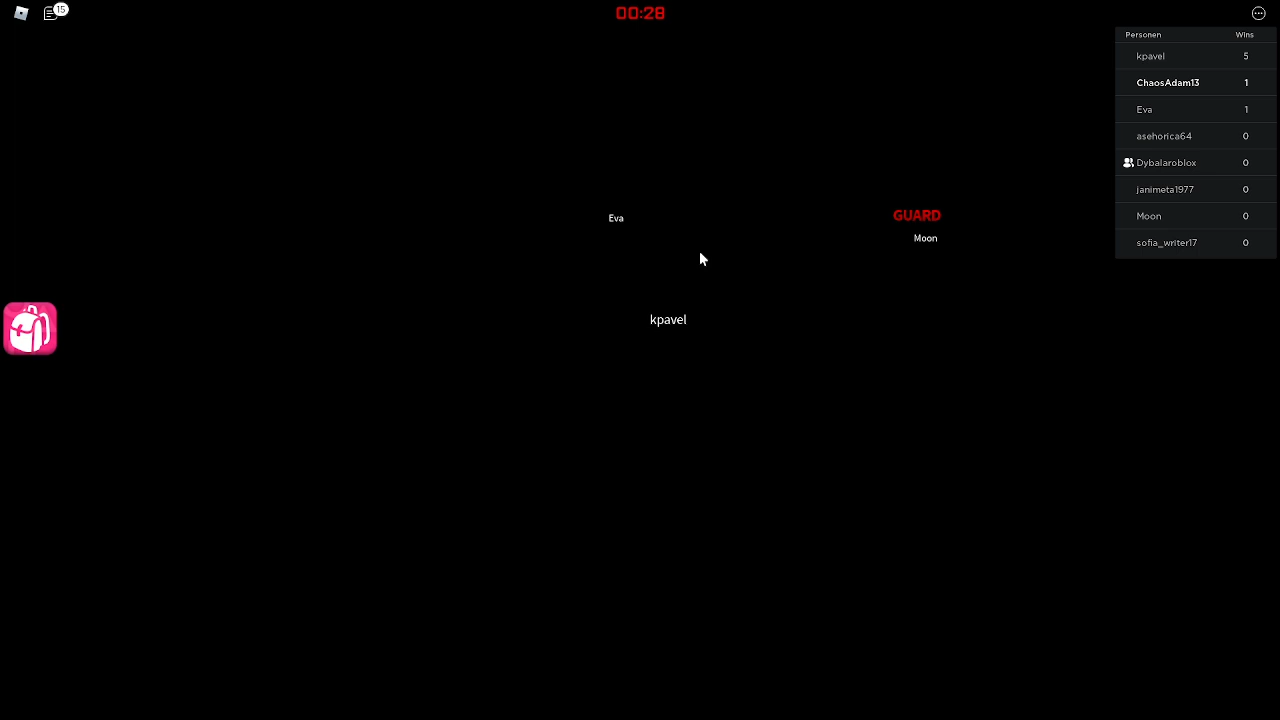 15
00:28
Personen Wins
kpavel 5
ChaosAdam13 1
Eva 1
asehorica64 0
Dybalaroblox 0
janimeta1977 0
Moon 0
sofia_writer17 0
Eva
GUARD
Moon
kpavel